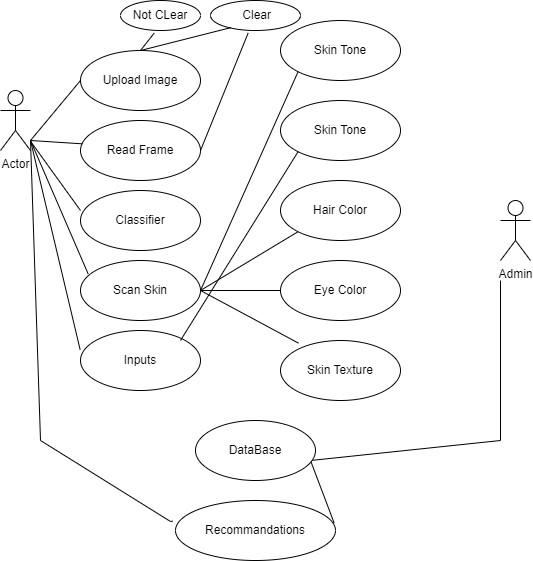 Not CLear
Clear
Skin Tone
Upload Image
Skin Tone
Read Frame
Actor
Hair Color
Classifier
Admin
Scan Skin
Eye Color
Inputs
Skin Texture
DataBase
Recommandations